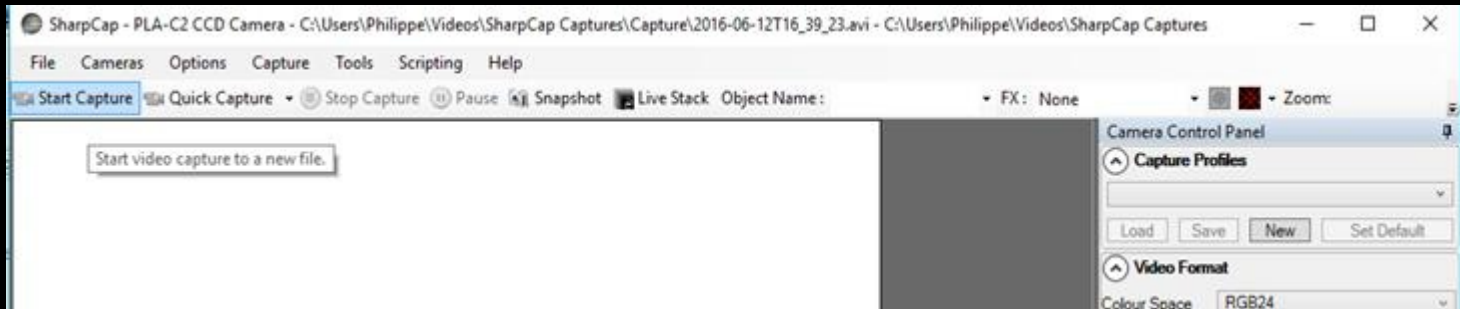 SharpCap - PLA-C2 CCD Camera - C:\Users\Philippe\Videos\SharpCap Captures\Capture\2016-06-12T16_39_23.avi - C:\Users\Philippe\Videos\SharpCap Captures
File Cameras Options Capture Tools Scripting Help
Start Capture Quick Capture Stop Capture Pause Snapshot Live Stack Object Name: FX: None Zoom:
Camera Control Panel
Start video capture to a new file.
Capture Profiles
Load Save New Set Default
Video Format
Colour Space RGB24